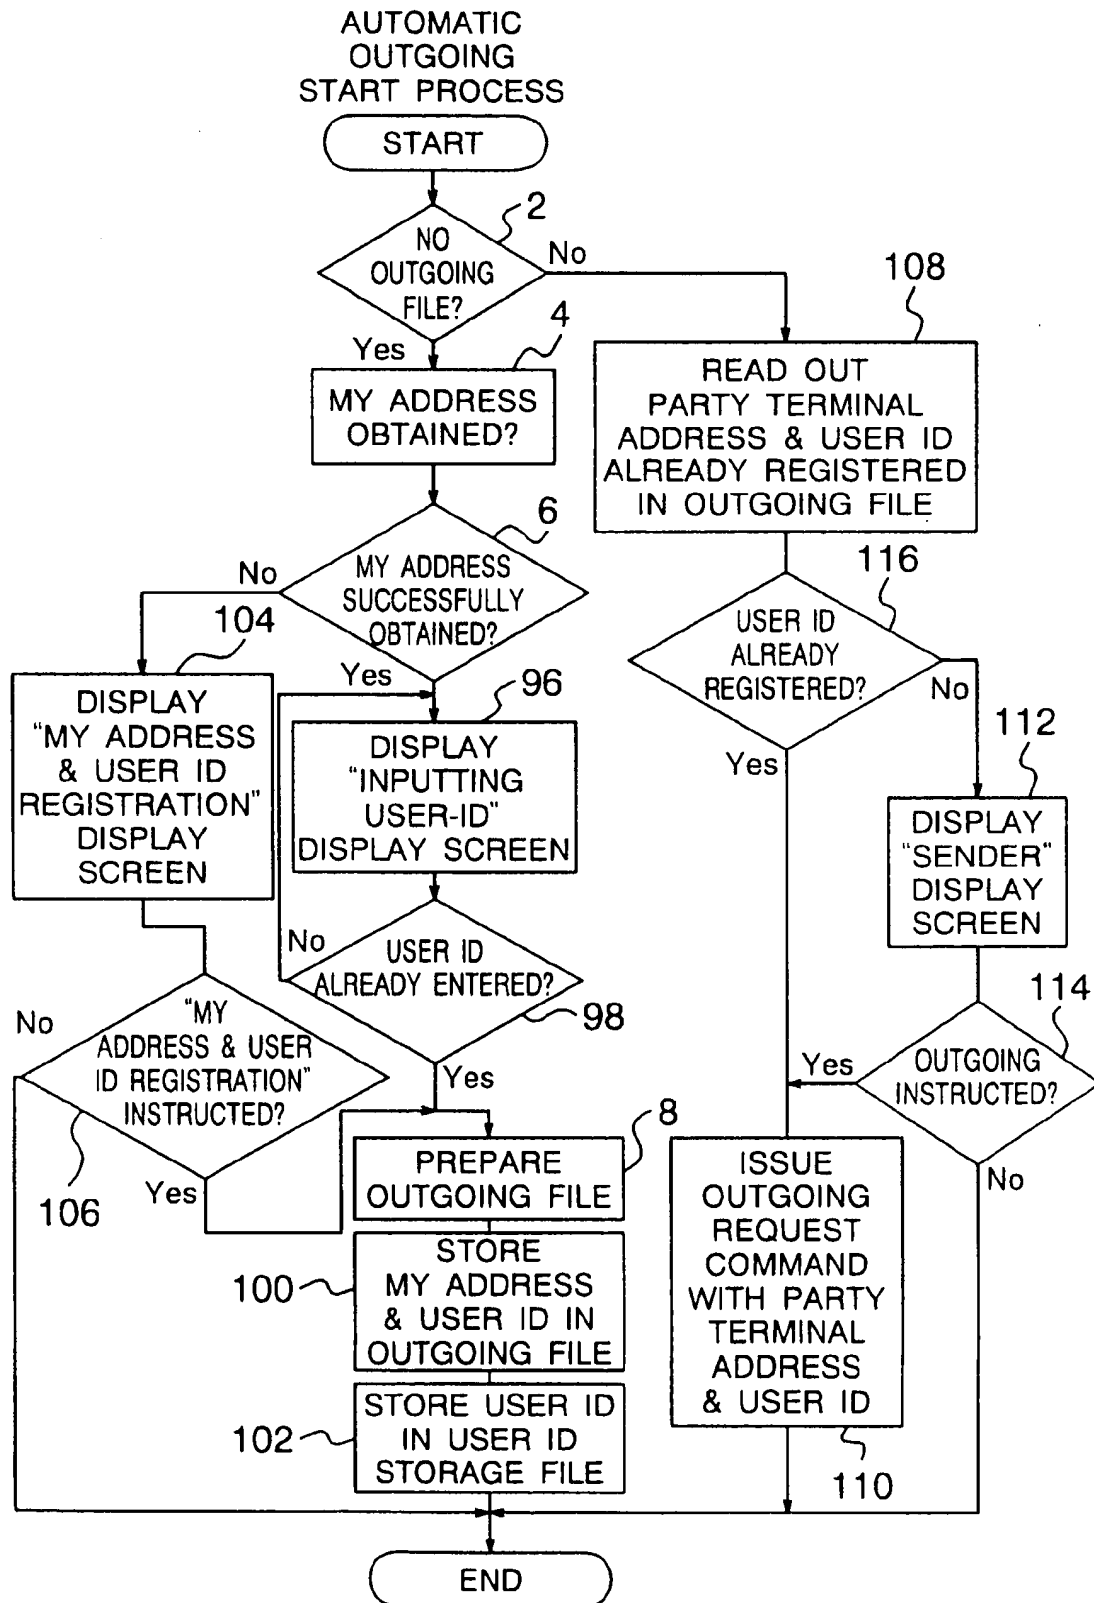 AUTOMATIC
OUTGOING
START PROCESS
START
2
NO
OUTGOING
FILE?
No
Yes
4
MY ADDRESS
OBTAINED?
6
MY ADDRESS
SUCCESSFULLY
OBTAINED?
No
Yes
104
DISPLAY
"MY ADDRESS
& USER ID
REGISTRATION"
DISPLAY
SCREEN
96
DISPLAY
"INPUTTING
USER-ID"
DISPLAY SCREEN
No
USER ID
ALREADY ENTERED?
98
Yes
No
"MY
ADDRESS & USER
ID REGISTRATION"
INSTRUCTED?
106
Yes
8
PREPARE
OUTGOING FILE
100
STORE
MY ADDRESS
& USER ID IN
OUTGOING FILE
102
STORE USER ID
IN USER ID
STORAGE FILE
108
READ OUT
PARTY TERMINAL
ADDRESS & USER ID
ALREADY REGISTERED
IN OUTGOING FILE
116
USER ID
ALREADY
REGISTERED?
No
Yes
112
DISPLAY
"SENDER"
DISPLAY
SCREEN
114
OUTGOING
INSTRUCTED?
Yes
No
ISSUE
OUTGOING
REQUEST
COMMAND
WITH PARTY
TERMINAL
ADDRESS
& USER ID
110
END